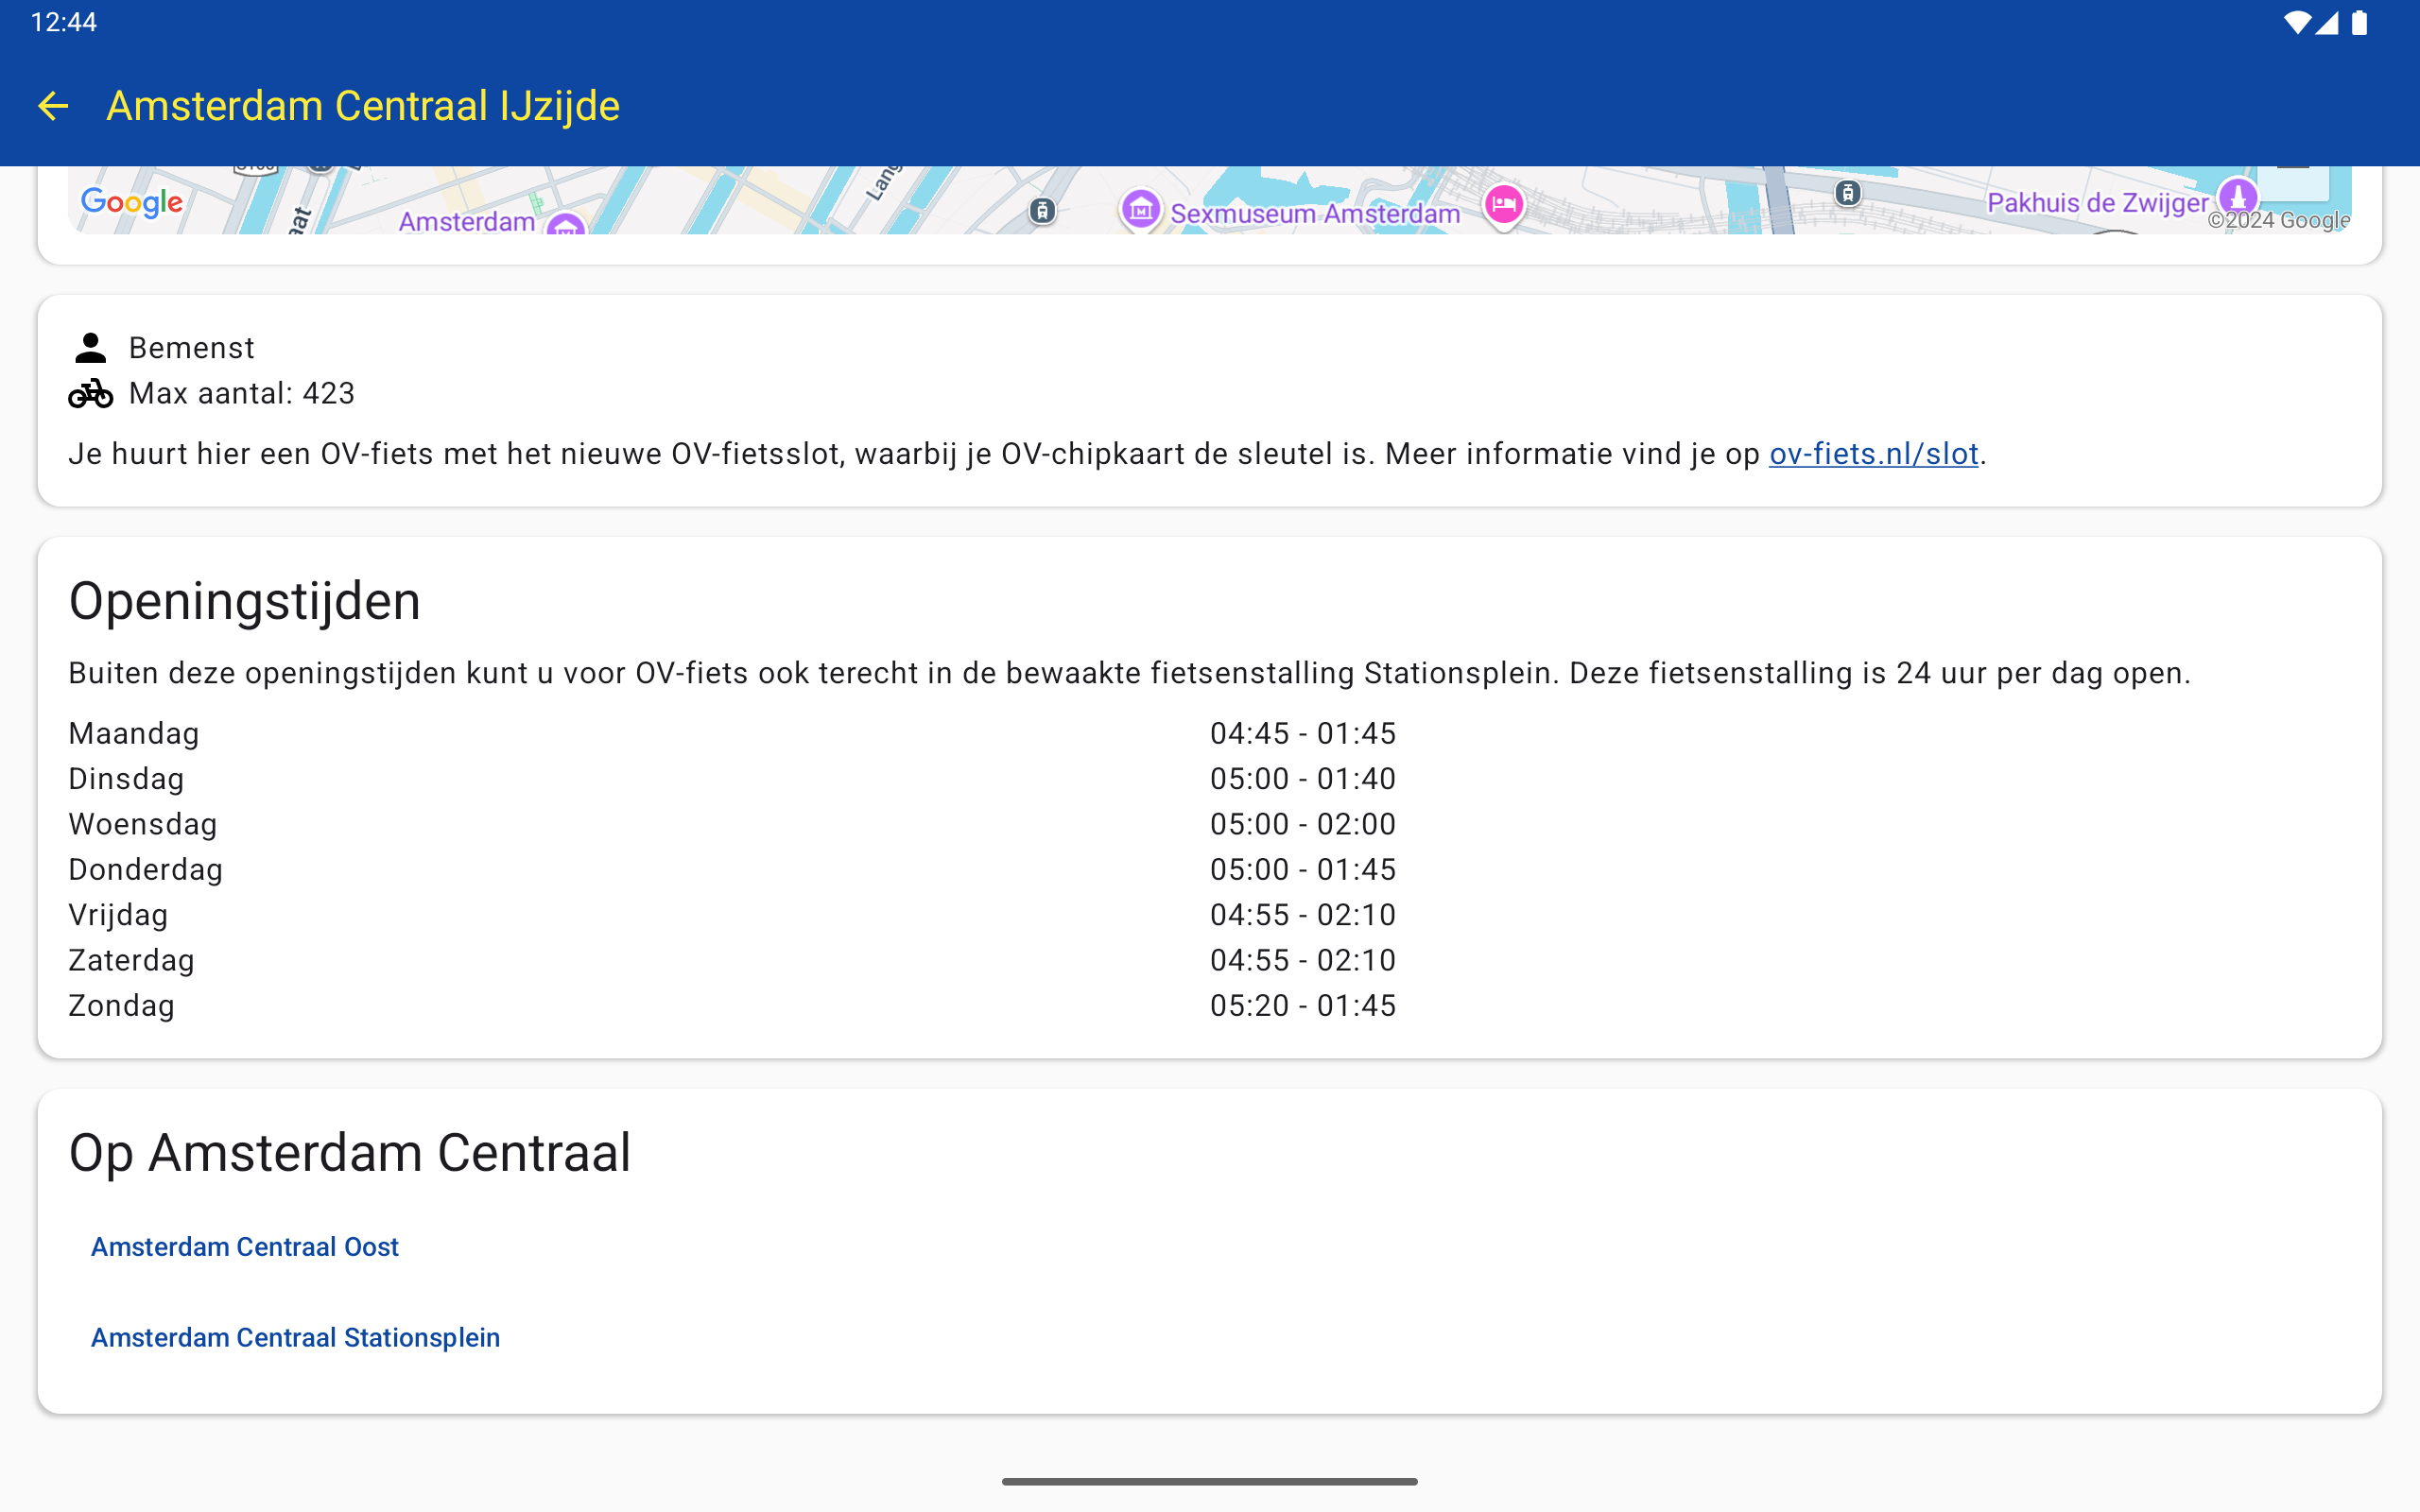 12:44
Amsterdam Centraal IJzijde
Google
Amsterdam
Lang
Sexmuseum Amsterdam
Pakhuis de Zwijger
©2024 Google
Bemenst
Max aantal: 423
Je huurt hier een OV-fiets met het nieuwe OV-fietsslot, waarbij je OV-chipkaart de sleutel is. Meer informatie vind je op ov-fiets.nl/slot.
Openingstijden
Buiten deze openingstijden kunt u voor OV-fiets ook terecht in de bewaakte fietsenstalling Stationsplein. Deze fietsenstalling is 24 uur per dag open.
Maandag 04:45 - 01:45
Dinsdag 05:00 - 01:40
Woensdag 05:00 - 02:00
Donderdag 05:00 - 01:45
Vrijdag 04:55 - 02:10
Zaterdag 04:55 - 02:10
Zondag 05:20 - 01:45
Op Amsterdam Centraal
Amsterdam Centraal Oost
Amsterdam Centraal Stationsplein